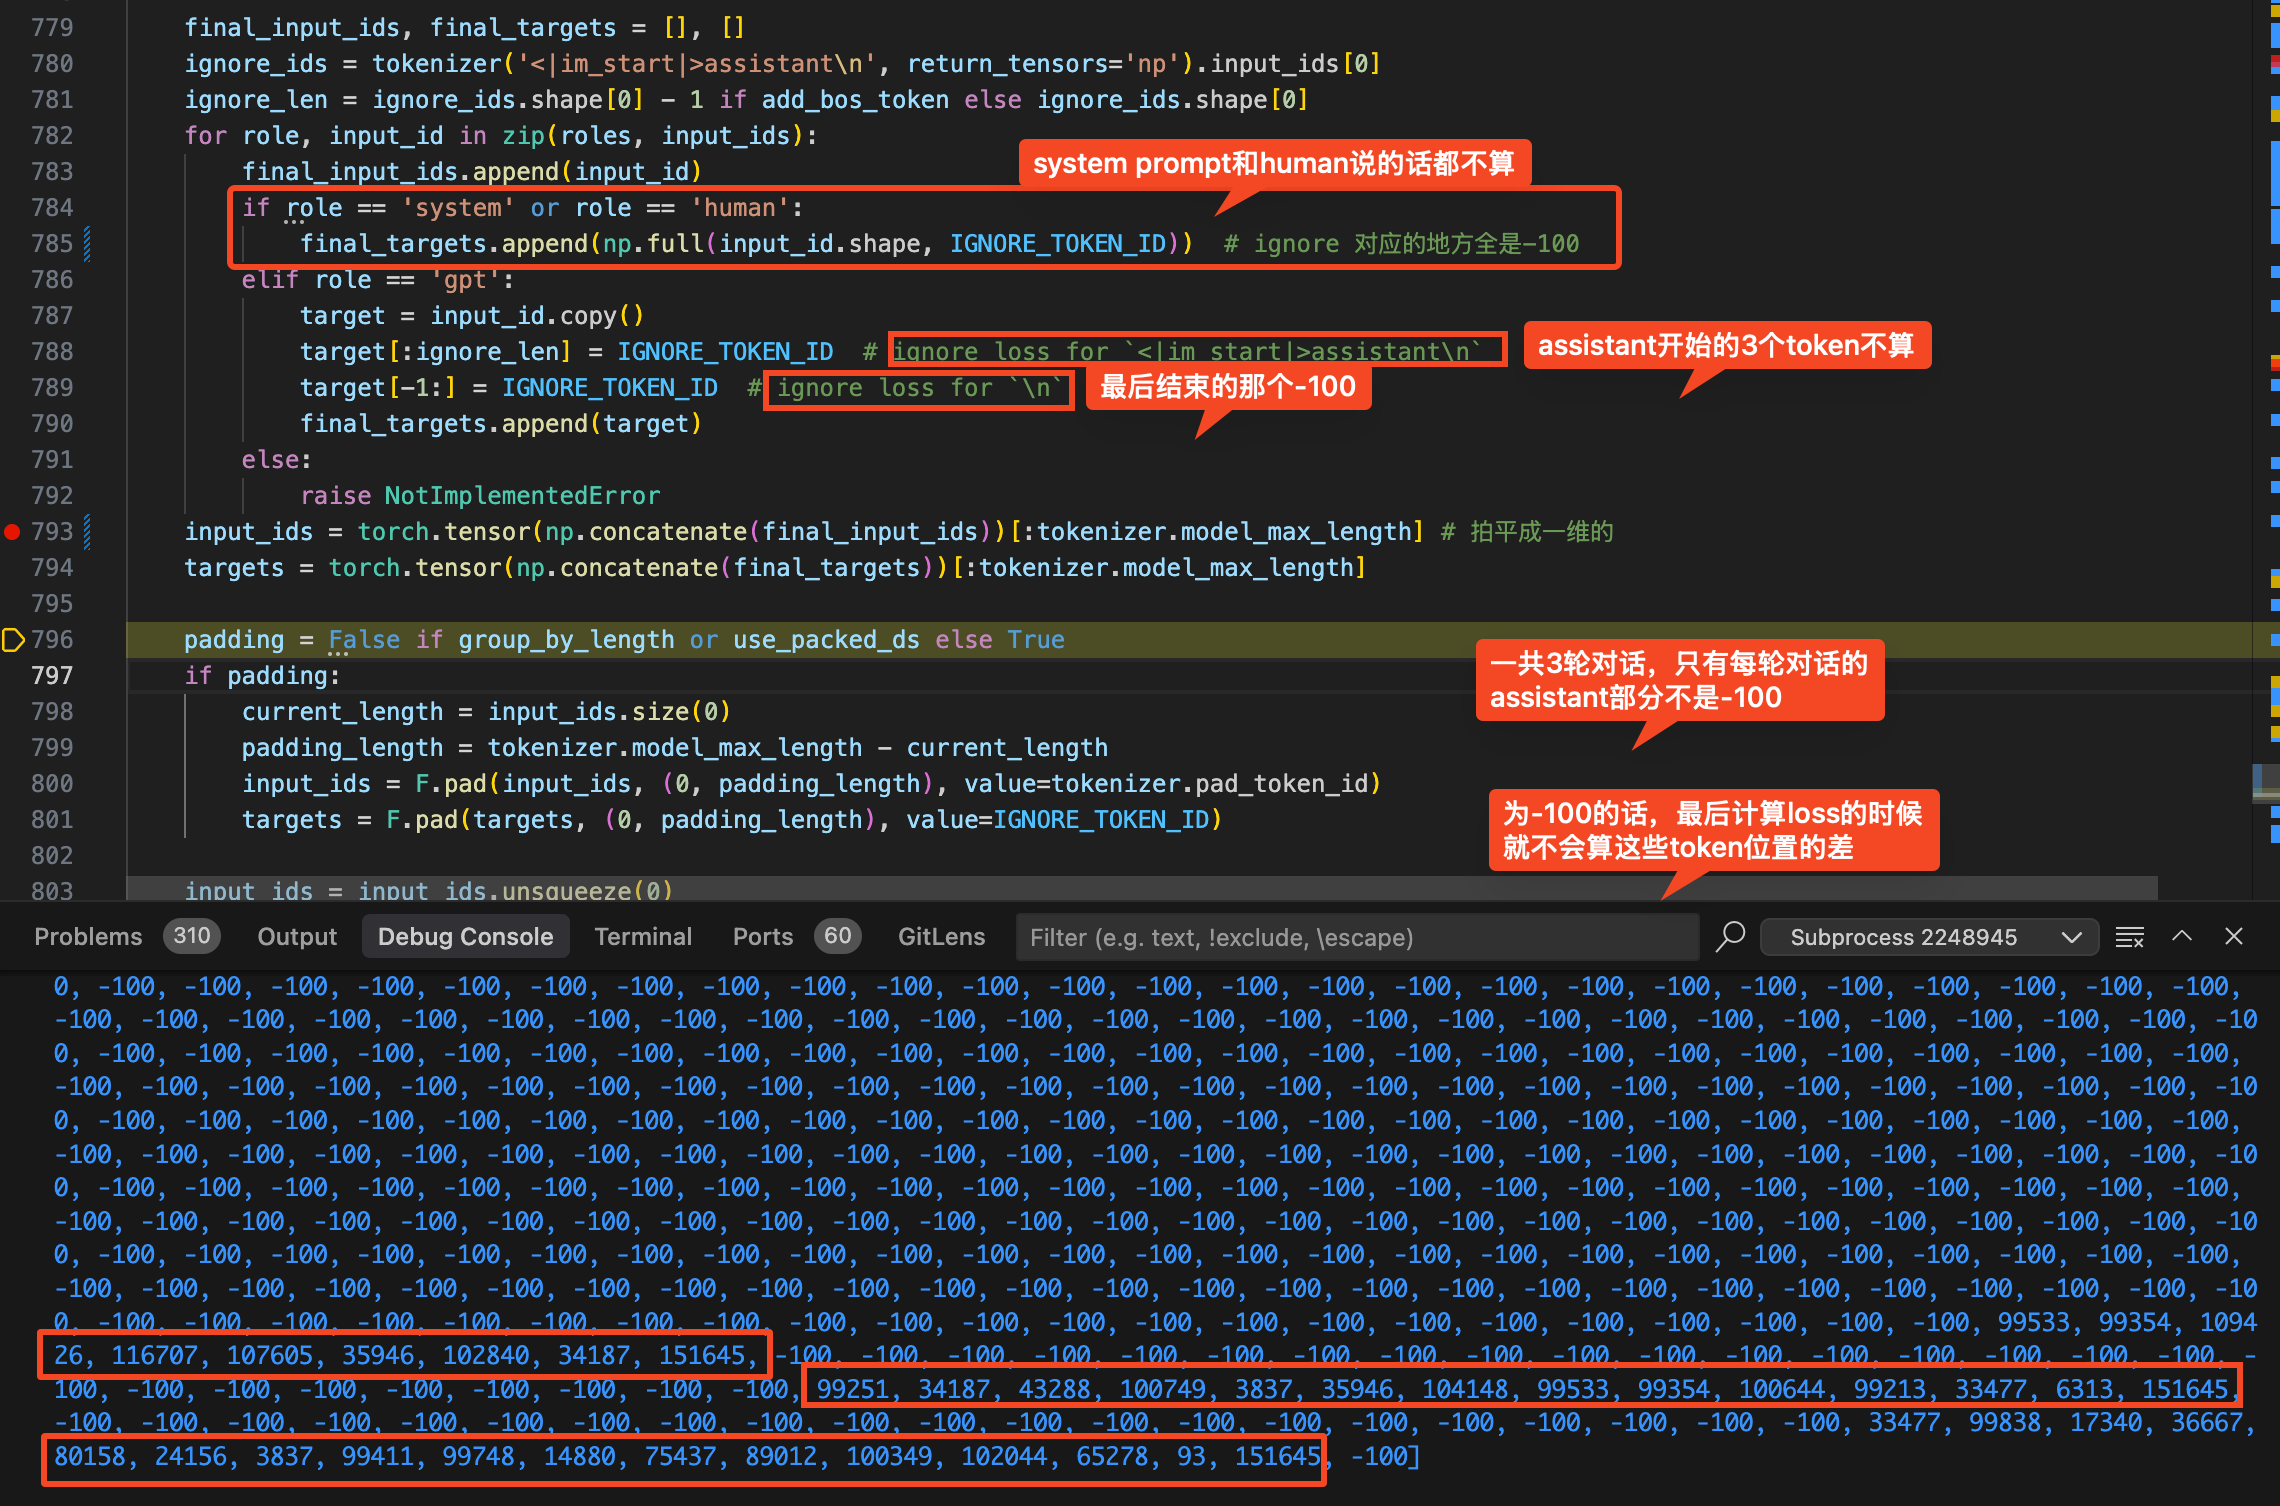 779 final_input_ids, final_targets = [], []
780 ignore_ids = tokenizer('<|im_start|>assistant\n', return_tensors='np').input_ids[0]
781 ignore_len = ignore_ids.shape[0] - 1 if add_bos_token else ignore_ids.shape[0]
782 for role, input_id in zip(roles, input_ids):
783 final_input_ids.append(input_id)
system prompt和human说的话都不算
784 if role == 'system' or role == 'human':
785 final_targets.append(np.full(input_id.shape, IGNORE_TOKEN_ID)) # ignore 对应的地方全是-100
786 elif role == 'gpt':
787 target = input_id.copy()
788 target[:ignore_len] = IGNORE_TOKEN_ID # ignore loss for `<|im_start|>assistant\n`
assistant开始的3个token不算
789 target[-1:] = IGNORE_TOKEN_ID # ignore loss for `\n`
最后结束的那个-100
790 final_targets.append(target)
791 else:
792 raise NotImplementedError
793 input_ids = torch.tensor(np.concatenate(final_input_ids))[:tokenizer.model_max_length] # 拍平成一维的
794 targets = torch.tensor(np.concatenate(final_targets))[:tokenizer.model_max_length]
795
796 padding = False if group_by_length or use_packed_ds else True
797 if padding:
一共3轮对话，只有每轮对话的
assistant部分不是-100
798 current_length = input_ids.size(0)
799 padding_length = tokenizer.model_max_length - current_length
800 input_ids = F.pad(input_ids, (0, padding_length), value=tokenizer.pad_token_id)
801 targets = F.pad(targets, (0, padding_length), value=IGNORE_TOKEN_ID)
为-100的话，最后计算loss的时候
就不会算这些token位置的差
802
803 input_ids = input_ids.unsqueeze(0)
Problems 310 Output Debug Console Terminal Ports 60 GitLens Filter (e.g. text, !exclude, \escape) Subprocess 2248945
0, -100, -100, -100, -100, -100, -100, -100, -100, -100, -100, -100, -100, -100, -100, -100, -100, -100, -100, -100, -100, -100, -100, -100, -100, -100,
-100, -100, -100, -100, -100, -100, -100, -100, -100, -100, -100, -100, -100, -100, -100, -100, -100, -100, -100, -100, -100, -100, -100, -100, -100, -10
0, -100, -100, -100, -100, -100, -100, -100, -100, -100, -100, -100, -100, -100, -100, -100, -100, -100, -100, -100, -100, -100, -100, -100, -100, -100,
-100, -100, -100, -100, -100, -100, -100, -100, -100, -100, -100, -100, -100, -100, -100, -100, -100, -100, -100, -100, -100, -100, -100, -100, -100, -10
0, -100, -100, -100, -100, -100, -100, -100, -100, -100, -100, -100, -100, -100, -100, -100, -100, -100, -100, -100, -100, -100, -100, -100, -100, -100,
-100, -100, -100, -100, -100, -100, -100, -100, -100, -100, -100, -100, -100, -100, -100, -100, -100, -100, -100, -100, -100, -100, -100, -100, -100, -10
0, -100, -100, -100, -100, -100, -100, -100, -100, -100, -100, -100, -100, -100, -100, -100, -100, -100, -100, -100, -100, -100, -100, -100, -100, -100,
-100, -100, -100, -100, -100, -100, -100, -100, -100, -100, -100, -100, -100, -100, -100, -100, -100, -100, -100, -100, -100, -100, -100, -100, -100, -10
0, -100, -100, -100, -100, -100, -100, -100, -100, -100, -100, -100, -100, -100, -100, -100, -100, -100, -100, -100, -100, -100, -100, -100, -100, -100,
-100, -100, -100, -100, -100, -100, -100, -100, -100, -100, -100, -100, -100, -100, -100, -100, -100, -100, -100, -100, -100, -100, -100, -100, -100, -10
0, -100, -100, -100, -100, -100, -100, -100, -100, -100, -100, -100, -100, -100, -100, -100, -100, -100, -100, -100, -100, -100, -100, 99533, 99354, 1094
26, 116707, 107605, 35946, 102840, 34187, 151645, -100, -100, -100, -100, -100, -100, -100, -100, -100, -100, -100, -100, -100, -100, -100, -100, -100, -
100, -100, -100, -100, -100, -100, -100, -100, -100, 99251, 34187, 43288, 100749, 3837, 35946, 104148, 99533, 99354, 100644, 99213, 33477, 6313, 151645,
-100, -100, -100, -100, -100, -100, -100, -100, -100, -100, -100, -100, -100, -100, -100, -100, -100, -100, -100, -100, -100, 33477, 99838, 17340, 36667,
80158, 24156, 3837, 99411, 99748, 14880, 75437, 89012, 100349, 102044, 65278, 93, 151645, -100]